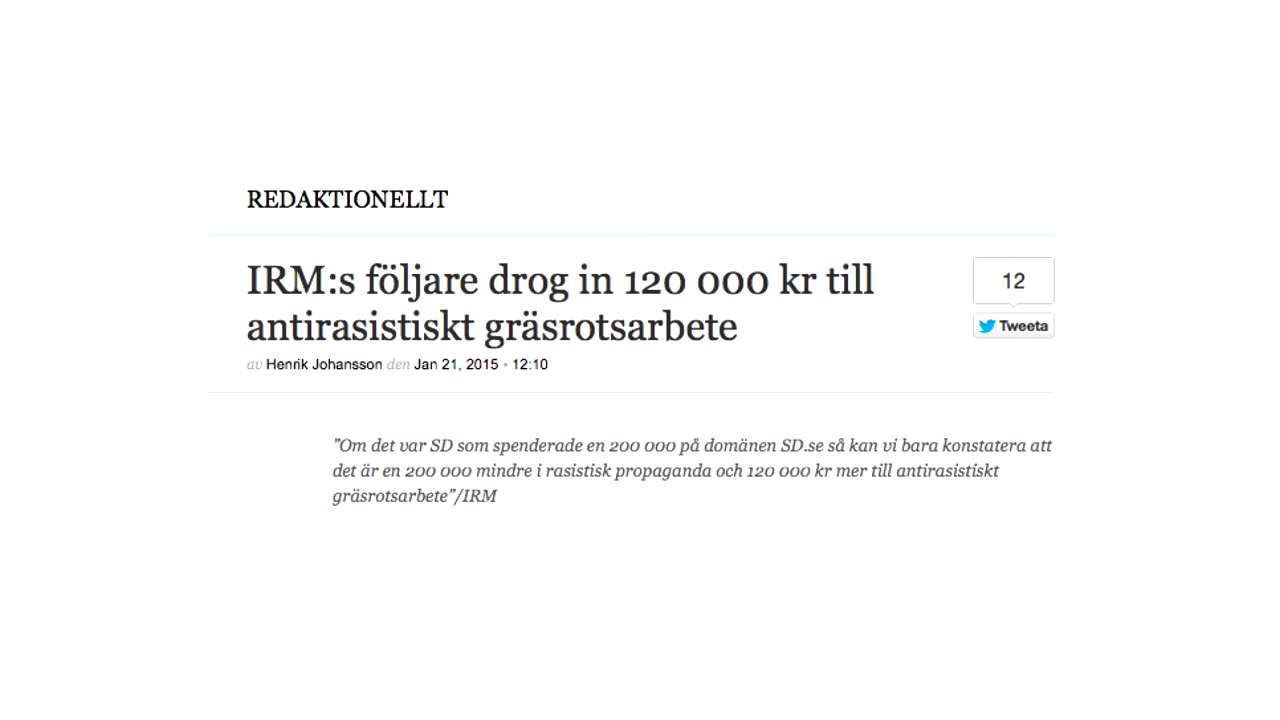 REDAKTIONELLT
IRM:s följare drog in 120 000 kr till
antirasistiskt gräsrotsarbete
12
Tweeta
av Henrik Johansson den Jan 21, 2015 • 12:10
"Om det var SD som spenderade en 200 000 på domänen SD.se så kan vi bara konstatera att
det är en 200 000 mindre i rasistisk propaganda och 120 000 kr mer till antirasistiskt
gräsrotsarbete"/IRM